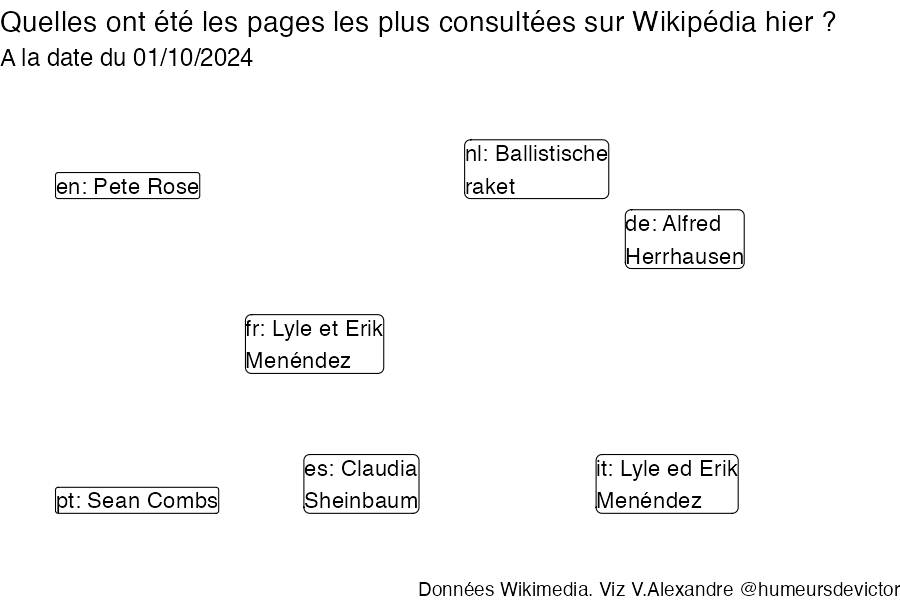 Quelles ont été les pages les plus consultées sur Wikipédia hier ?
A la date du 01/10/2024
nl: Ballistische
raket
en: Pete Rose
de: Alfred
Herrhausen
fr: Lyle et Erik
Menéndez
es: Claudia
Sheinbaum
it: Lyle ed Erik
Menéndez
pt: Sean Combs
Données Wikimedia. Viz V.Alexandre @humeursdevictor